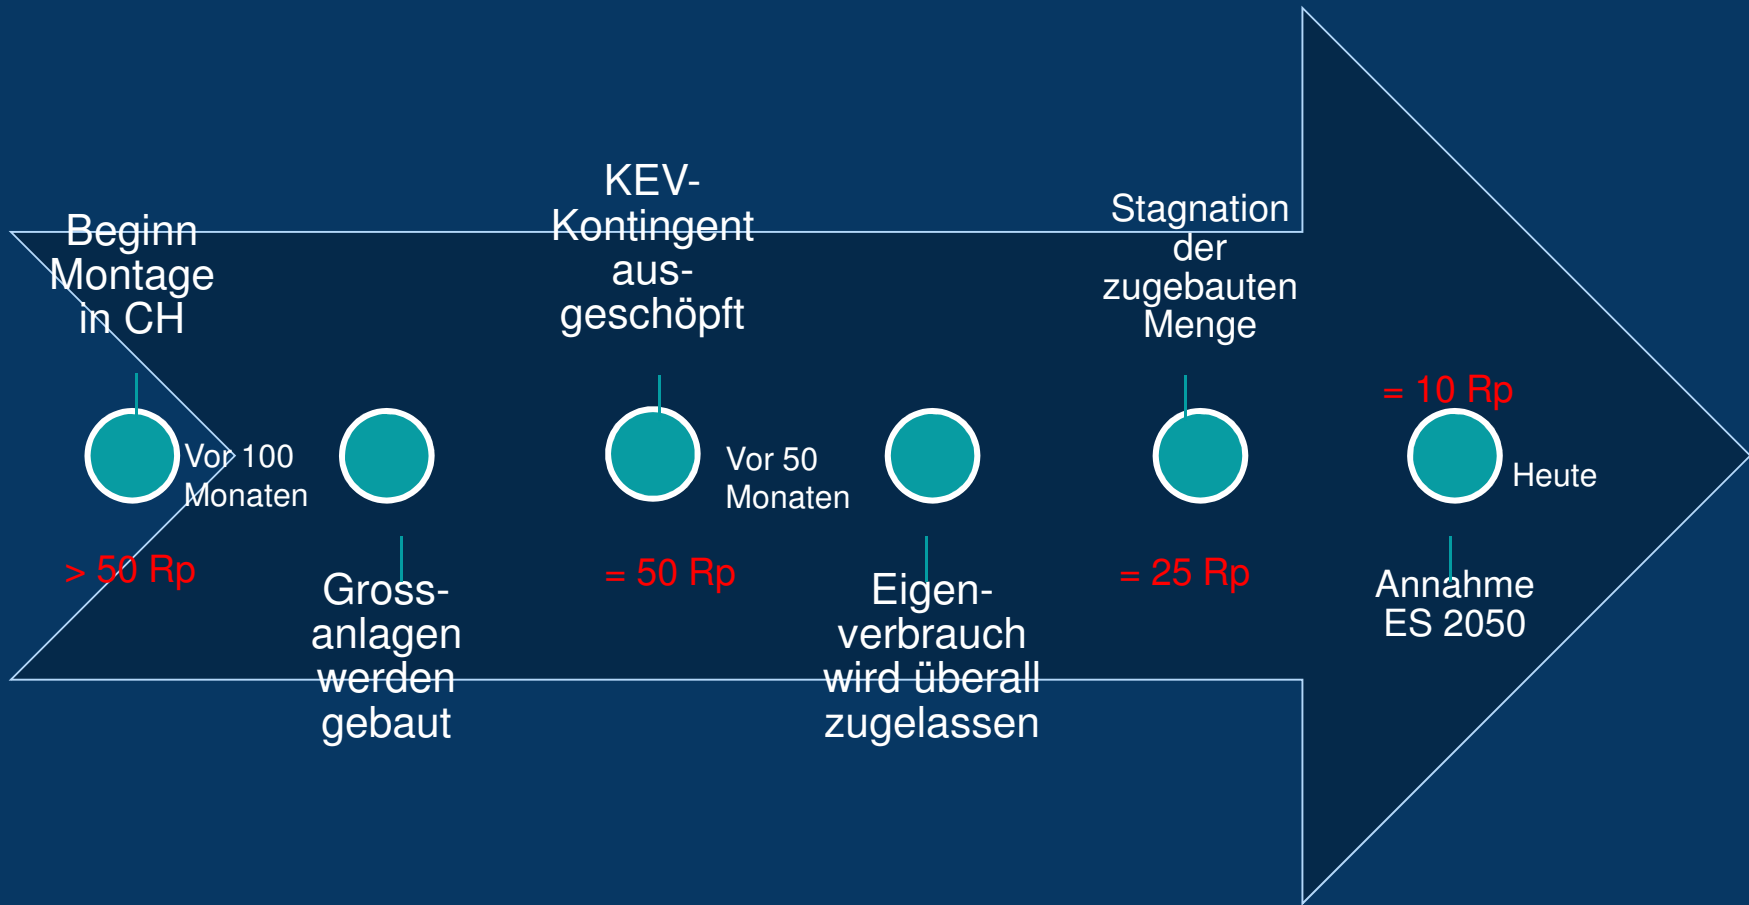 Beginn
Montage
in CH
Vor 100
Monaten
> 50 Rp
Gross-
anlagen
werden
gebaut
KEV-
Kontingent
aus-
geschöpft
= 50 Rp
Vor 50
Monaten
Eigen-
verbrauch
wird überall
zugelassen
Stagnation
der
zugebauten
Menge
= 25 Rp
= 10 Rp
Heute
Annahme
ES 2050